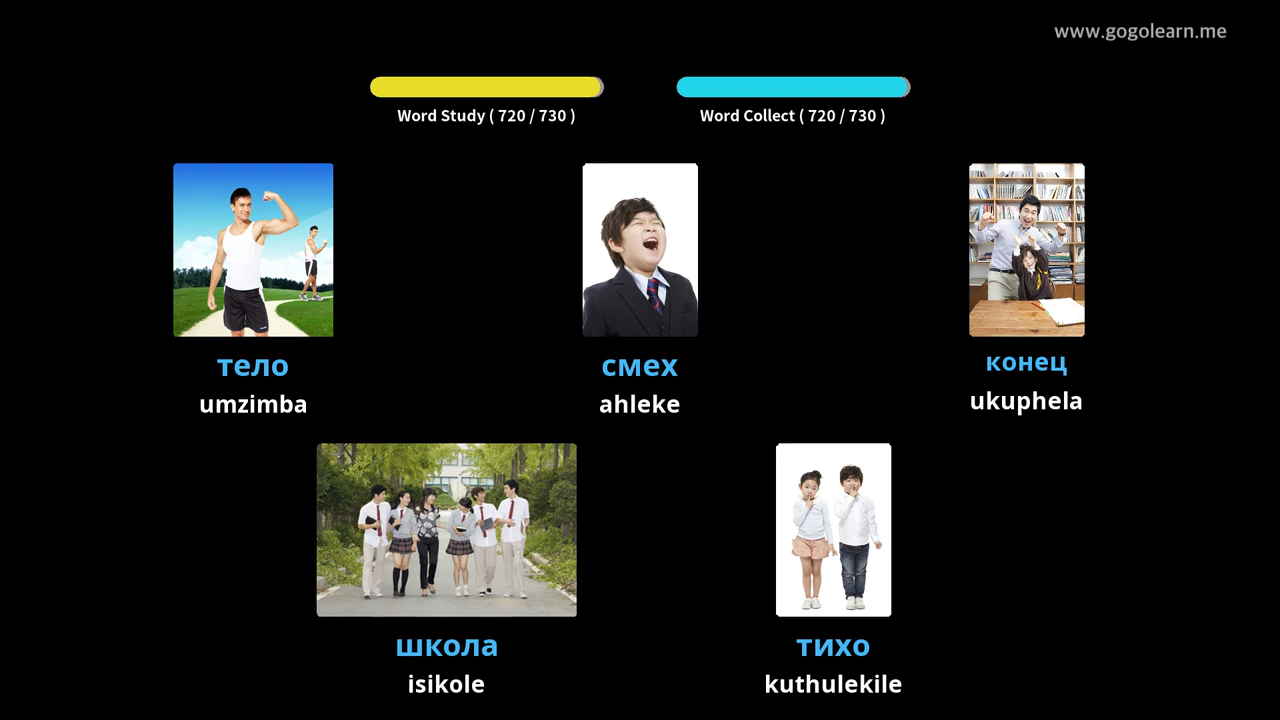 www.gogolearn.me
Word Study ( 720 / 730 )
Word Collect ( 720 / 730 )
тело
umzimba
смех
ahleke
конец
ukuphela
школа
isikole
тихо
kuthulekile